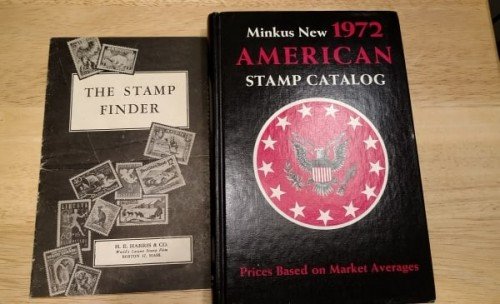 THE STAMP
FINDER
H. E. HARRIS & CO.
BOSTON 17, MASS.
Minkus New 1972
AMERICAN
STAMP CATALOG
Prices Based on Market Averages